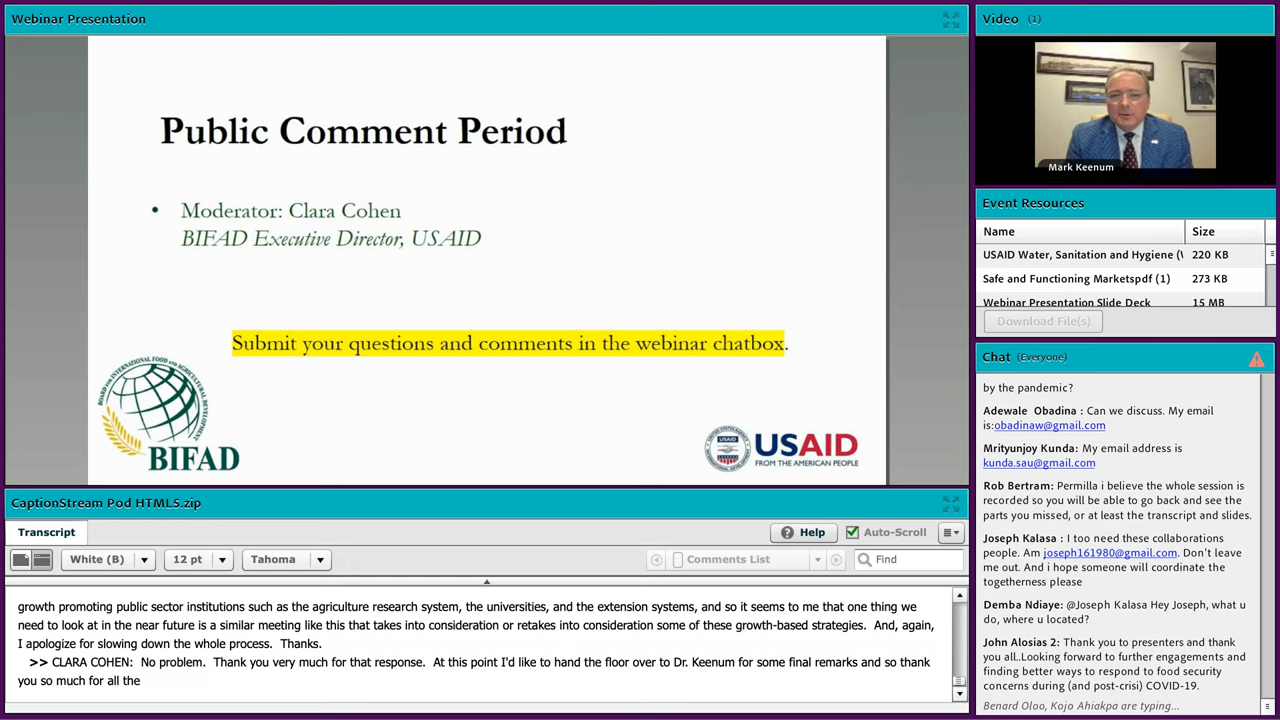 Webinar Presentation
Public Comment Period
• Moderator: Clara Cohen
BIFAD Executive Director, USAID
Submit your questions and comments in the webinar chatbox.
BOARD FOR INTERNATIONAL FOOD AND AGRICULTURAL DEVELOPMENT
BIFAD
USAID
USAID
FROM THE AMERICAN PEOPLE
CaptionStream Pod HTML5.zip
Transcript
Help
Auto-Scroll
White (B)
12 pt
Tahoma
Comments List
Find
growth promoting public sector institutions such as the agriculture research system, the universities, and the extension systems, and so it seems to me that one thing we
need to look at in the near future is a similar meeting like this that takes into consideration or retakes into consideration some of these growth-based strategies. And, again,
I apologize for slowing down the whole process. Thanks.
>> CLARA COHEN: No problem. Thank you very much for that response. At this point I'd like to hand the floor over to Dr. Keenum for some final remarks and so thank
you so much for all the
Video (1)
Mark Keenum
Event Resources
Name Size
USAID Water, Sanitation and Hygiene (\ 220 KB
Safe and Functioning Marketspdf (1) 273 KB
Webinar Presentation Slide Deck 15 MB
Download File(s)
Chat (Everyone)
by the pandemic?
Adewale Obadina : Can we discuss. My email
is:obadinaw@gmail.com
Mrityunjoy Kunda: My email address is
kunda.sau@gmail.com
Rob Bertram: Permilla i believe the whole session is
recorded so you will be able to go back and see the
parts you missed, or at least the transcript and slides.
Joseph Kalasa : I too need these collaborations
people. Am joseph161980@gmail.com. Don't leave
me out. And i hope someone will coordinate the
togetherness please
Demba Ndiaye: @Joseph Kalasa Hey Joseph, what u
do, where u located?
John Alosias 2: Thank you to presenters and thank
you all..Looking forward to further engagements and
finding better ways to respond to food security
concerns during (and post-crisi) COVID-19.
Benard Oloo, Kojo Ahiakpa are typing...